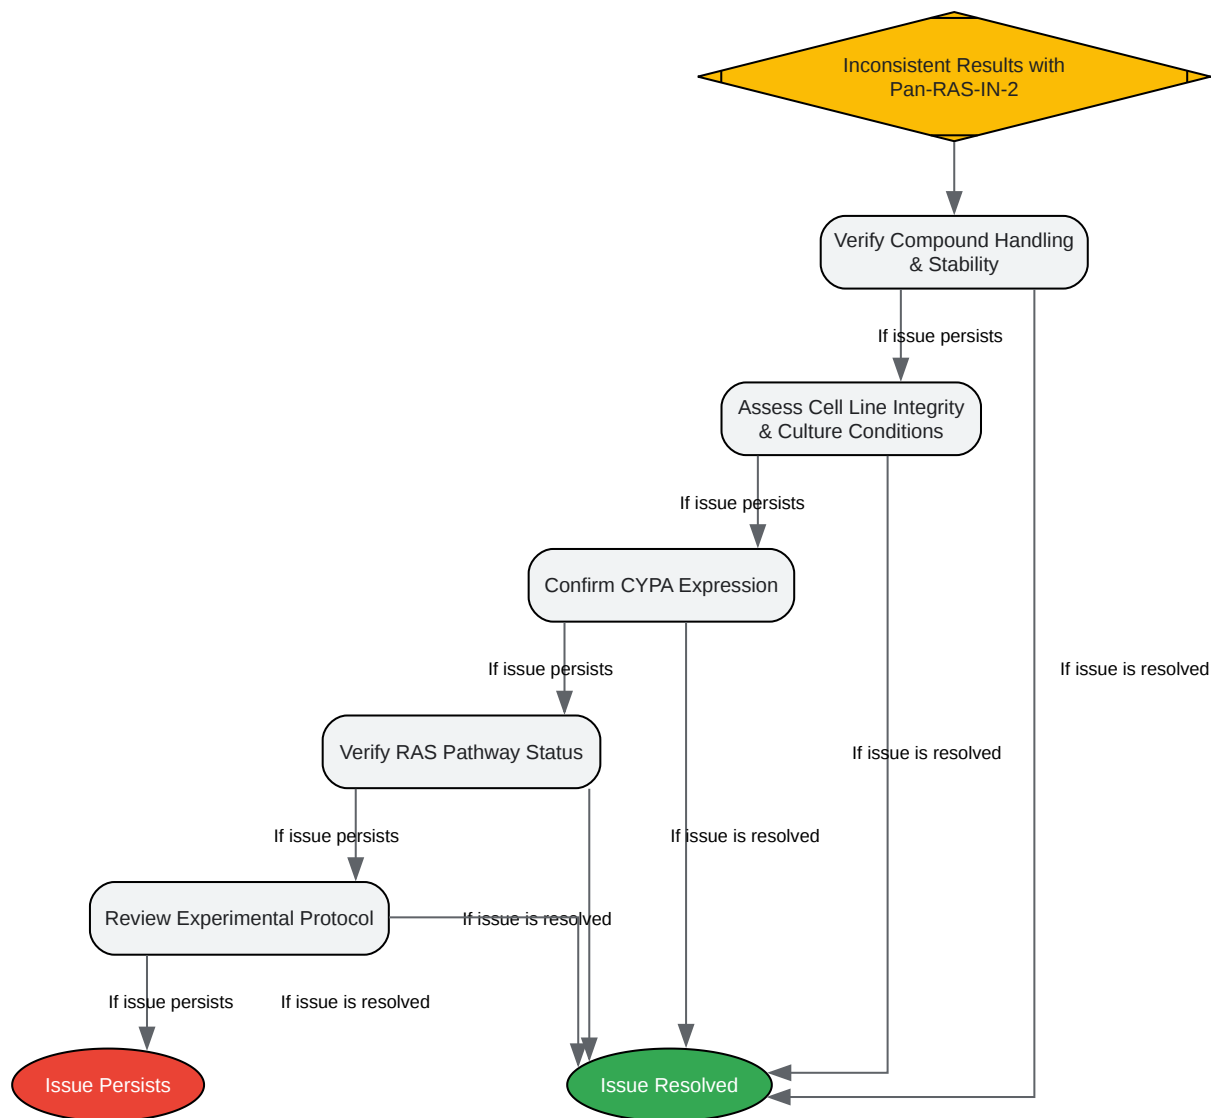 Inconsistent Results with
Pan-RAS-IN-2
Verify Compound Handling
& Stability
If issue persists
Assess Cell Line Integrity
& Culture Conditions
If issue persists
Confirm CYPA Expression
If issue persists
If issue is resolved
Verify RAS Pathway Status
If issue is resolved
If issue persists
If issue is resolved
Review Experimental Protocol
If issue is resolved
If issue persists
If issue is resolved
Issue Persists
Issue Resolved